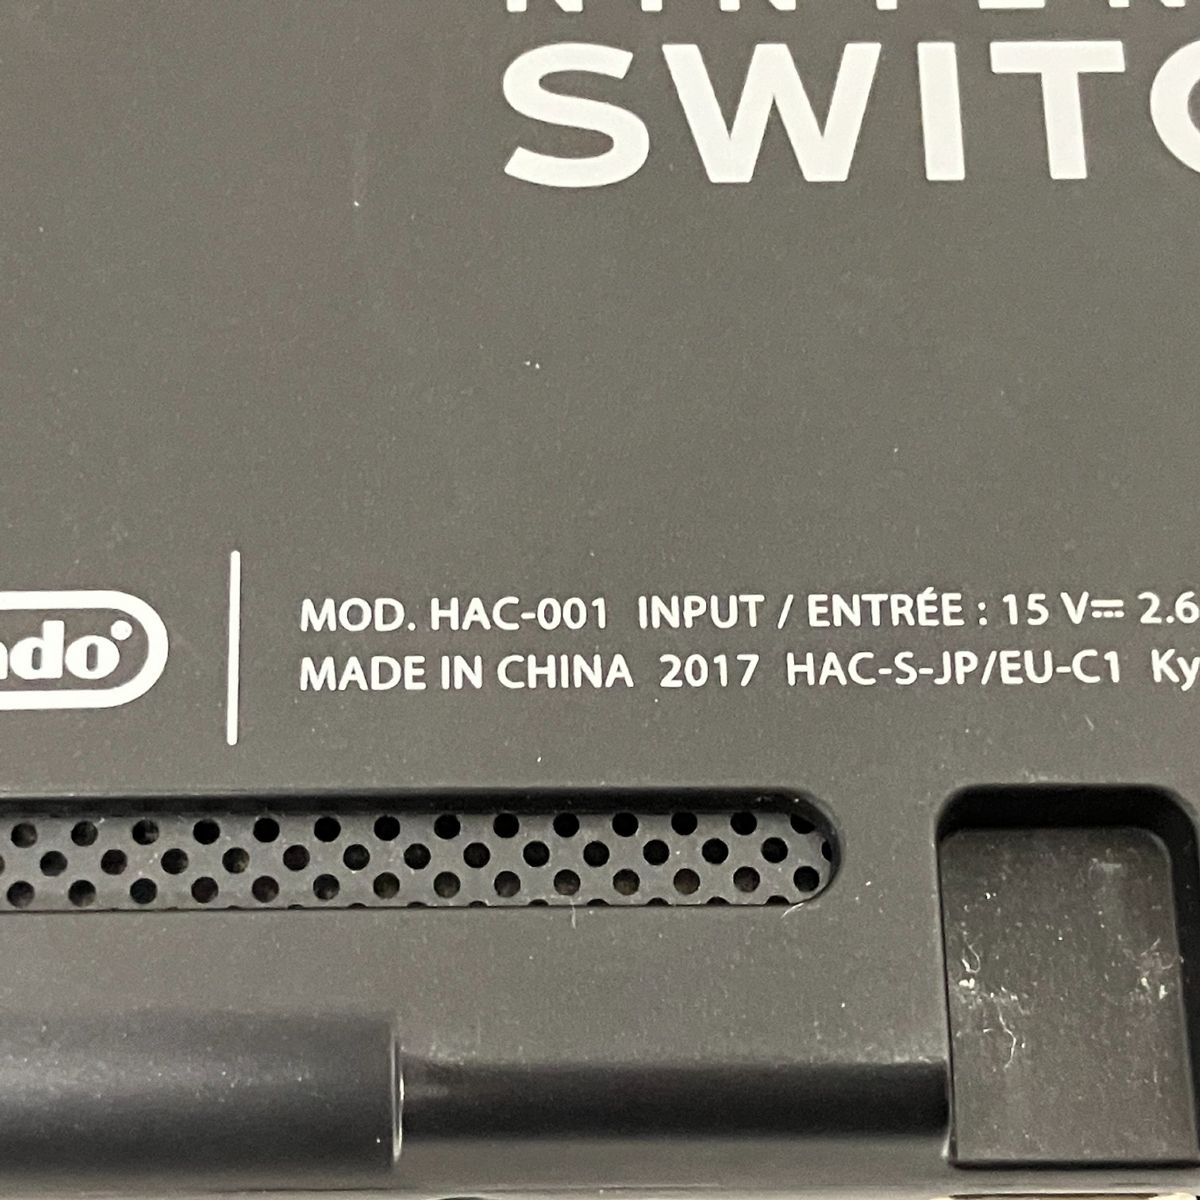 SWITC
ndo®
MOD. HAC-001 INPUT / ENTRÉE : 15 V⎓ 2.6
MADE IN CHINA 2017 HAC-S-JP/EU-C1 Ky